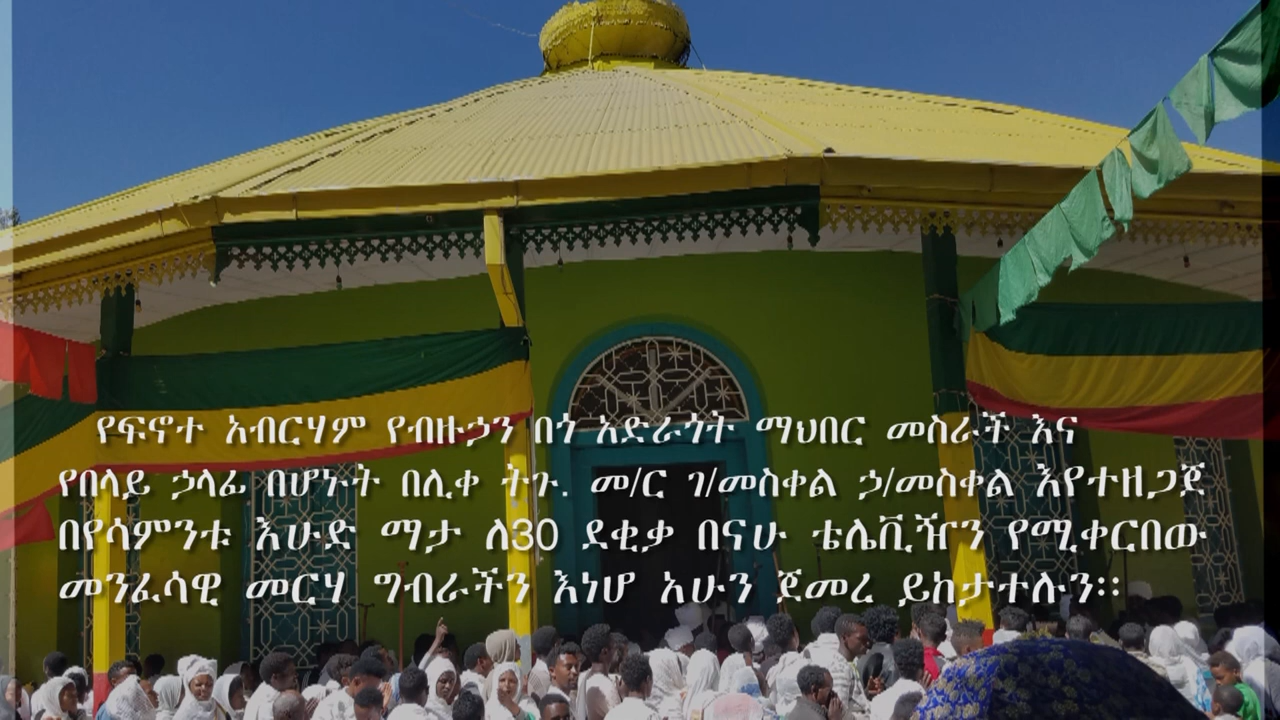 የፍኖተ አብርሃም የብዙኃን በጎ አድራጎት ማህበር መስራች እና
የበላይ ኃላፊ በሆኑት በሊቀ ትጉ. መ/ር ገ/መስቀል ኃ/መስቀል እየተዘጋጀ
በየሳምንቱ እሁድ ማታ ለ30 ደቂቃ በናሁ ቴሌቪዥን የሚቀርበው
መንፈሳዊ መርሃ ግብራችን እነሆ አሁን ጀመረ ይከታተሉን፡፡